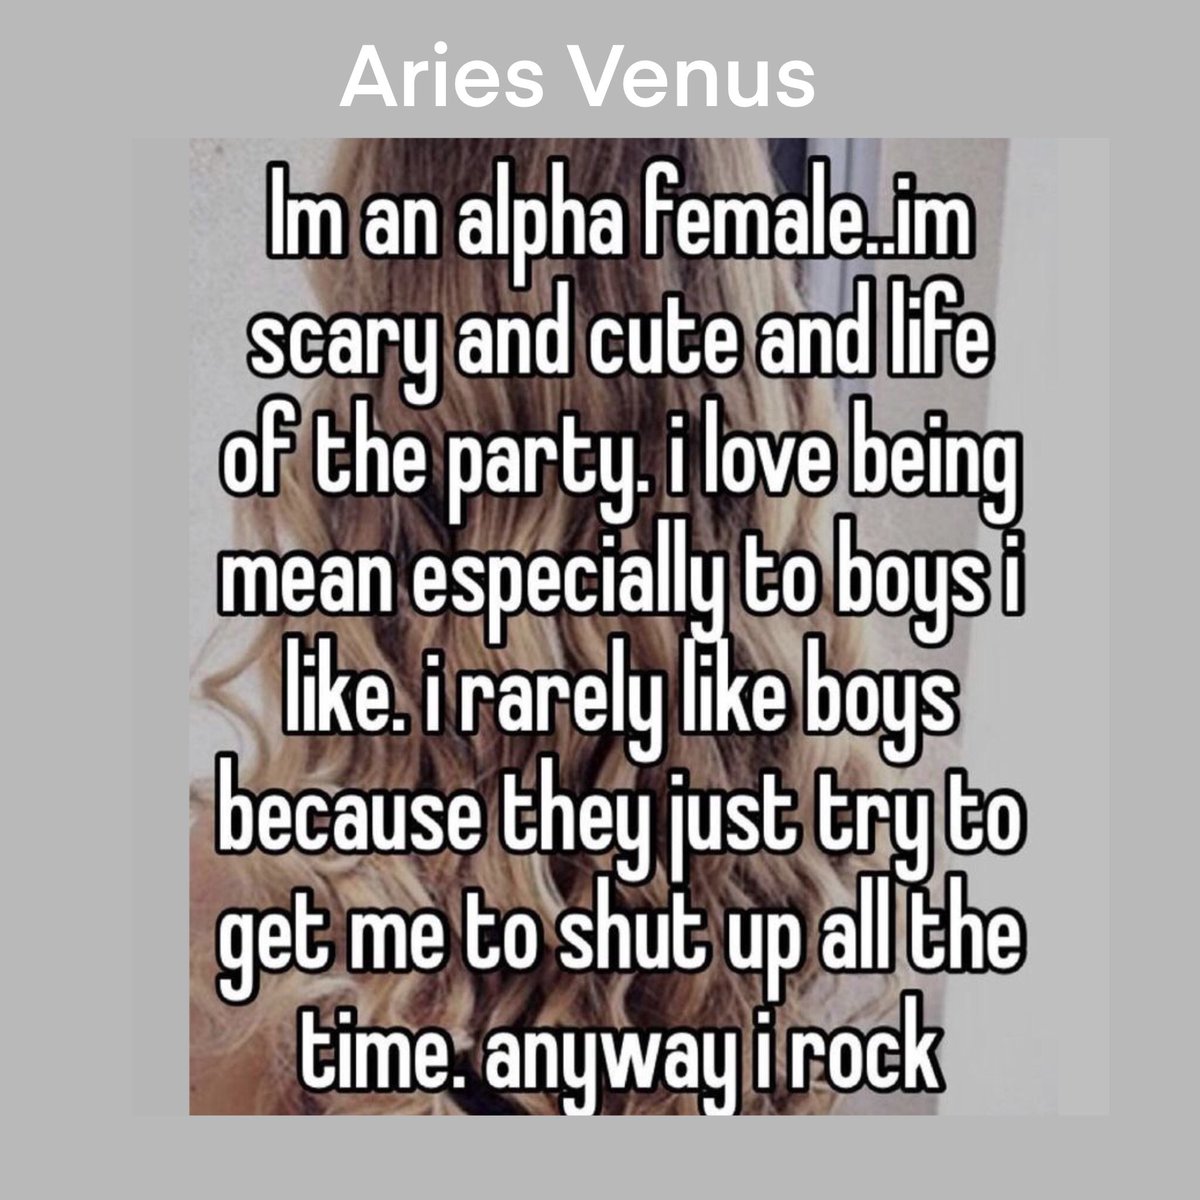 Aries Venus
Im an alpha female..im
scary and cute and life
of the party. i love being
mean especially to boys i
like. i rarely like boys
because they just try to
get me to shut up all the
time. anyway i rock